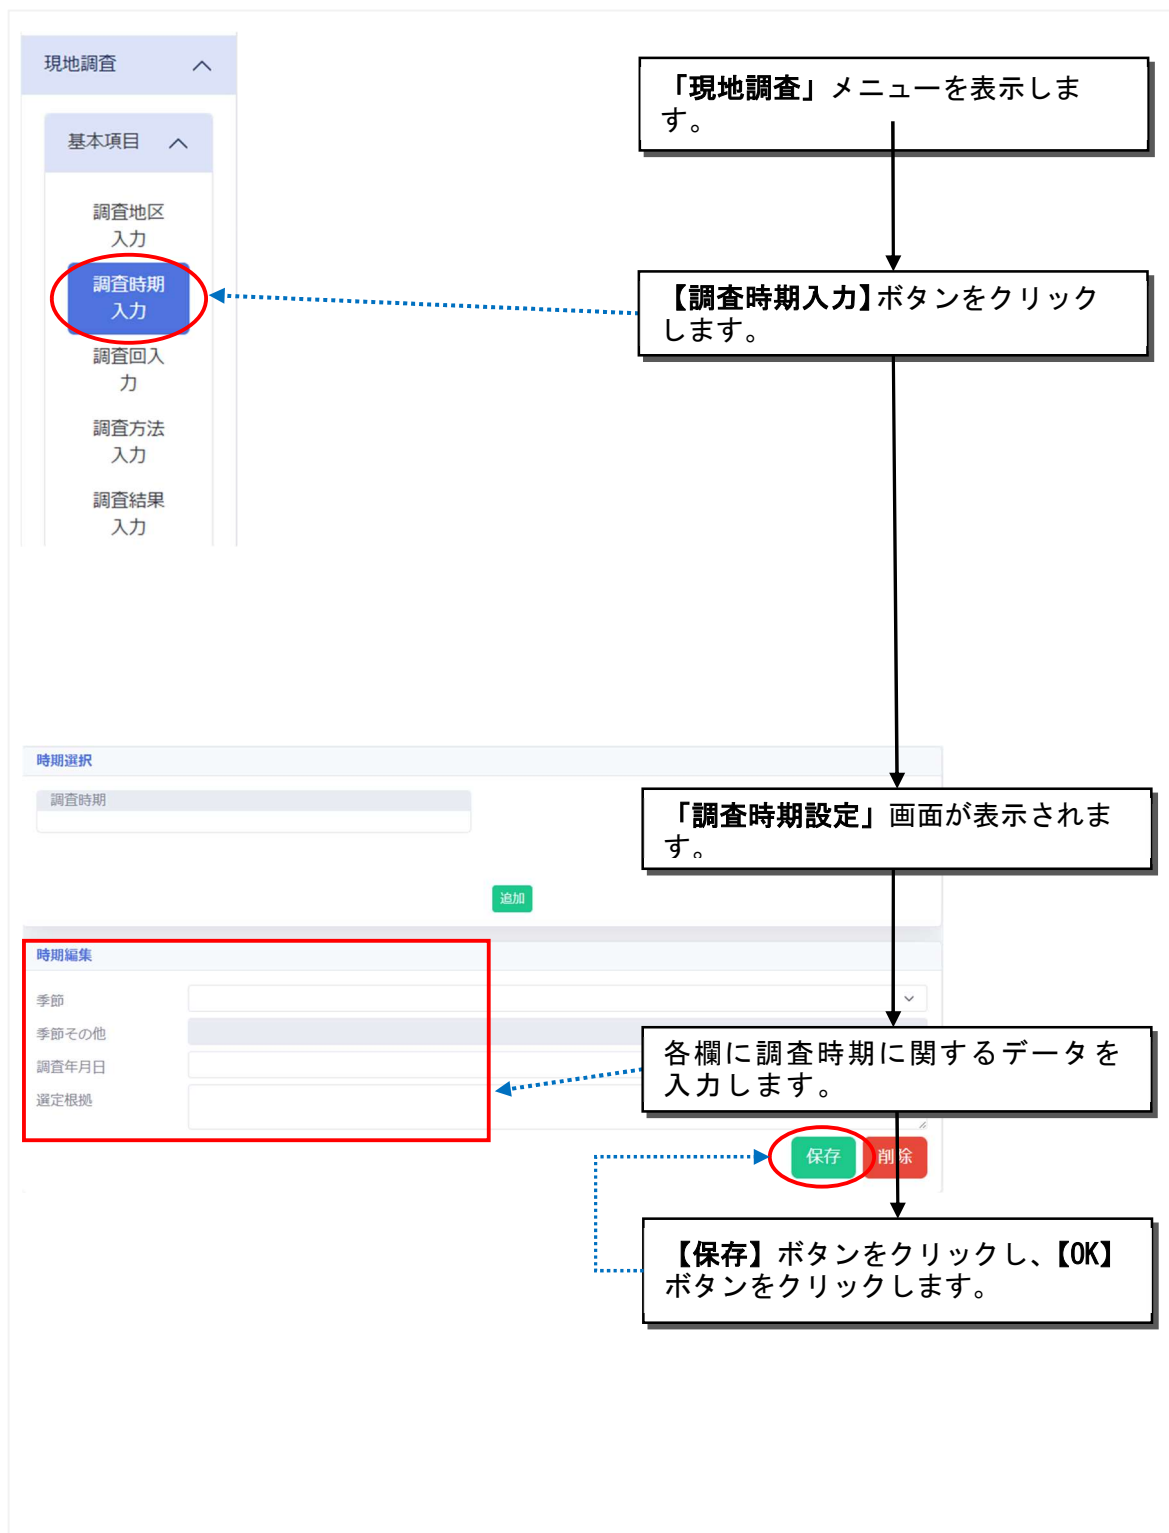 現地調査
基本項目
調査地区
入力
調査時期
入力
調査回入
力
調査方法
入力
調査結果
入力
「現地調査」メニューを表示しま
す。
【調査時期入力】ボタンをクリック
します。
時期選択
調査時期
追加
「調査時期設定」画面が表示されま
す。
時期編集
季節
季節その他
調査年月日
選定根拠
各欄に調査時期に関するデータを
入力します。
保存
削除
【保存】ボタンをクリックし、【OK】
ボタンをクリックします。